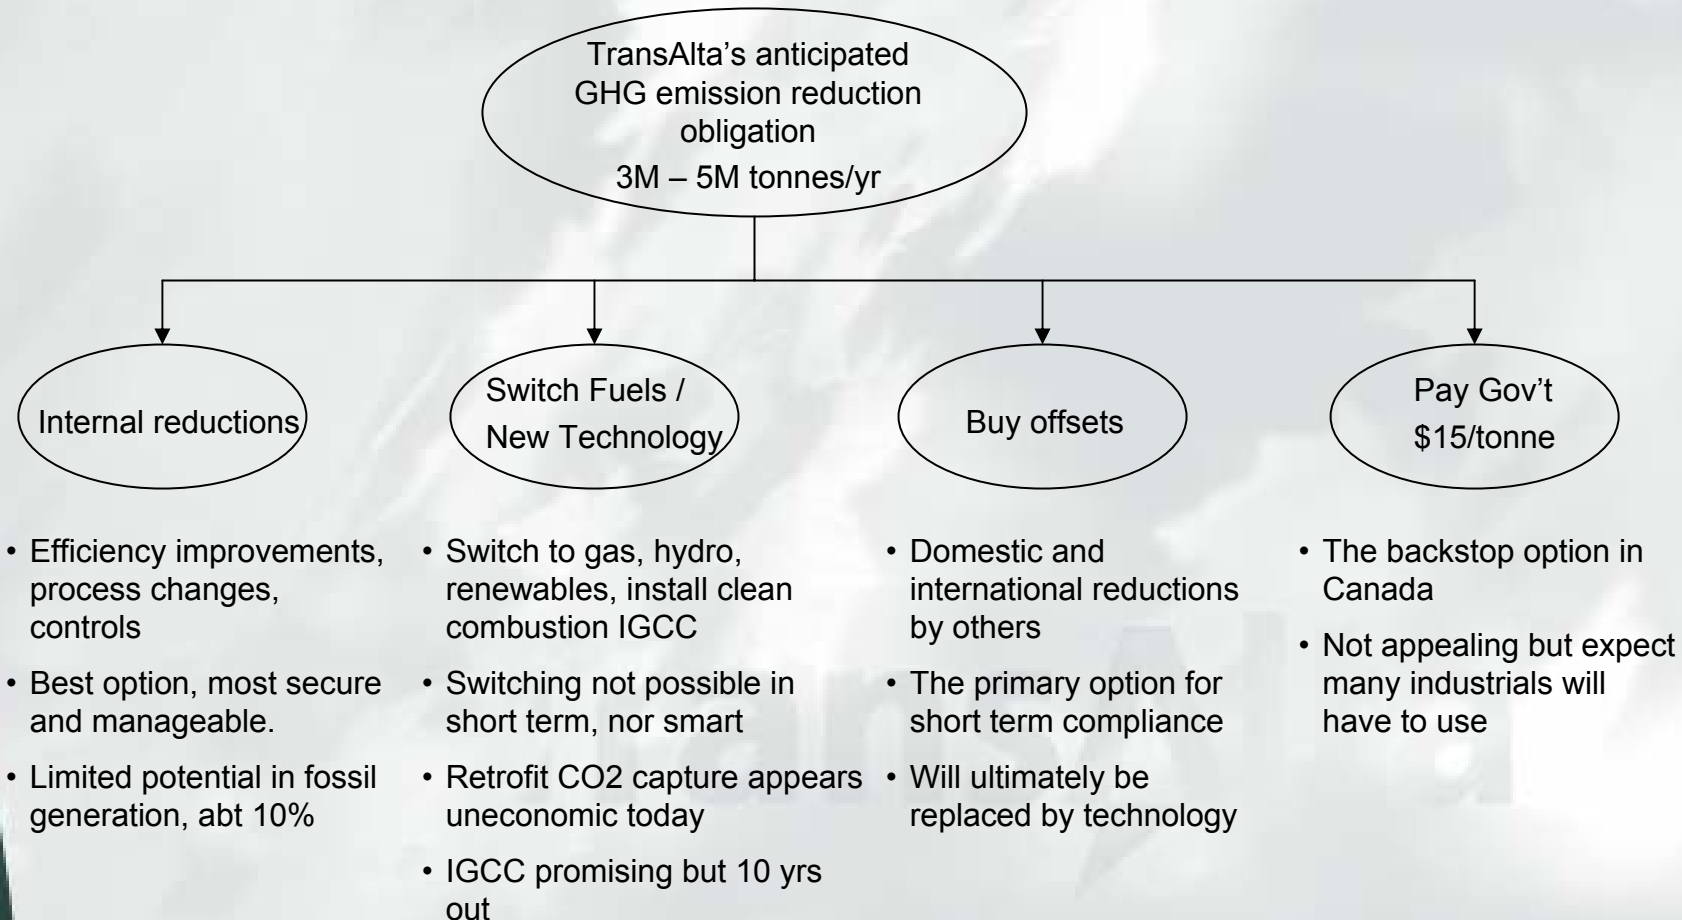 TransAlta’s anticipated
GHG emission reduction
obligation
3M – 5M tonnes/yr
Internal reductions
Switch Fuels /
New Technology
Buy offsets
Pay Gov’t
$15/tonne
• Efficiency improvements,
process changes,
controls
• Best option, most secure
and manageable.
• Limited potential in fossil
generation, abt 10%
• Switch to gas, hydro,
renewables, install clean
combustion IGCC
• Switching not possible in
short term, nor smart
• Retrofit CO2 capture appears
uneconomic today
• IGCC promising but 10 yrs
out
• Domestic and
international reductions
by others
• The primary option for
short term compliance
• Will ultimately be
replaced by technology
• The backstop option in
Canada
• Not appealing but expect
many industrials will
have to use
TransAlta